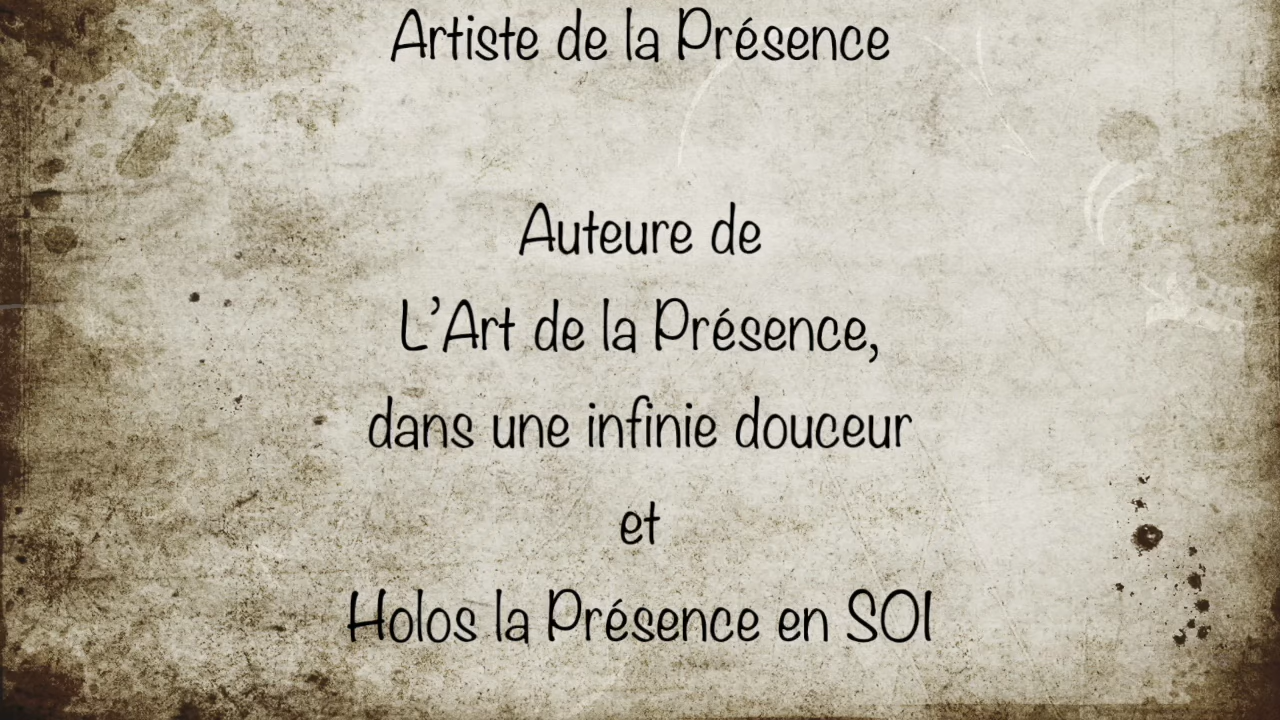 Artiste de la Présence
Auteure de
L'Art de la Présence,
dans une infinie douceur
et
Holos la Présence en SOI